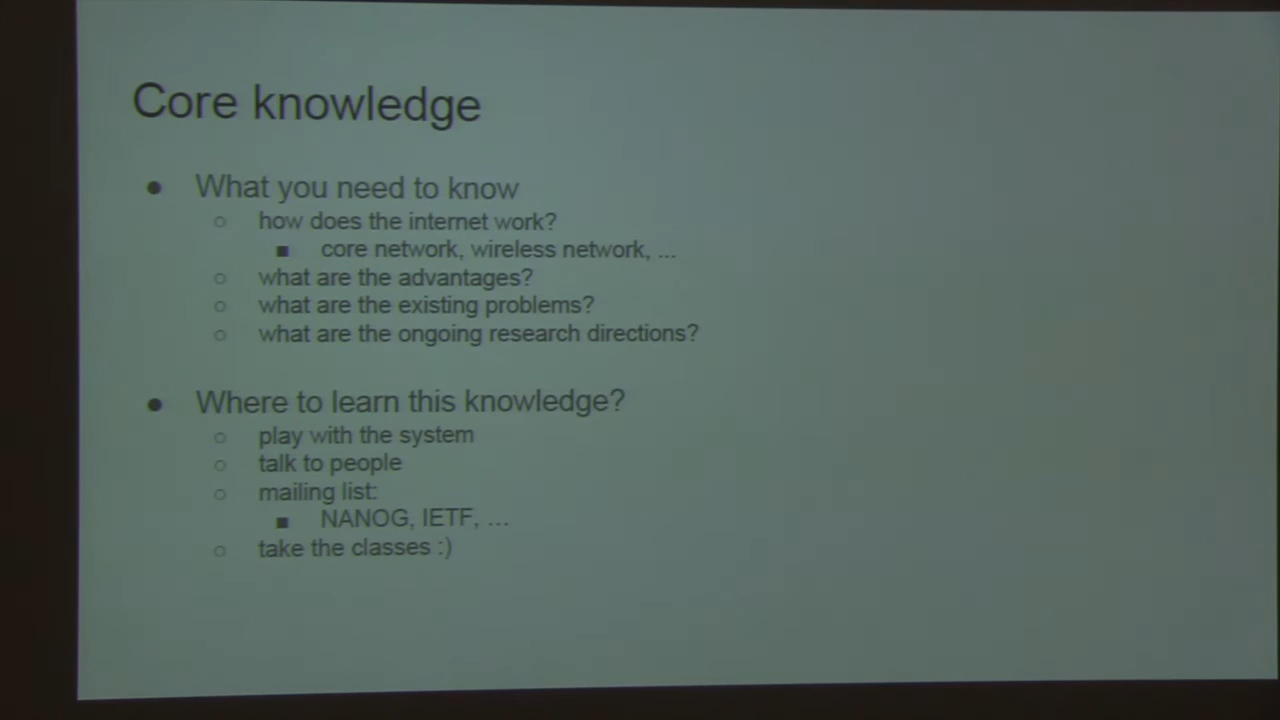 Core knowledge
● What you need to know
○ how does the internet work?
■ core network, wireless network, ...
○ what are the advantages?
○ what are the existing problems?
○ what are the ongoing research directions?
● Where to learn this knowledge?
○ play with the system
○ talk to people
○ mailing list:
■ NANOG, IETF, ...
○ take the classes :)